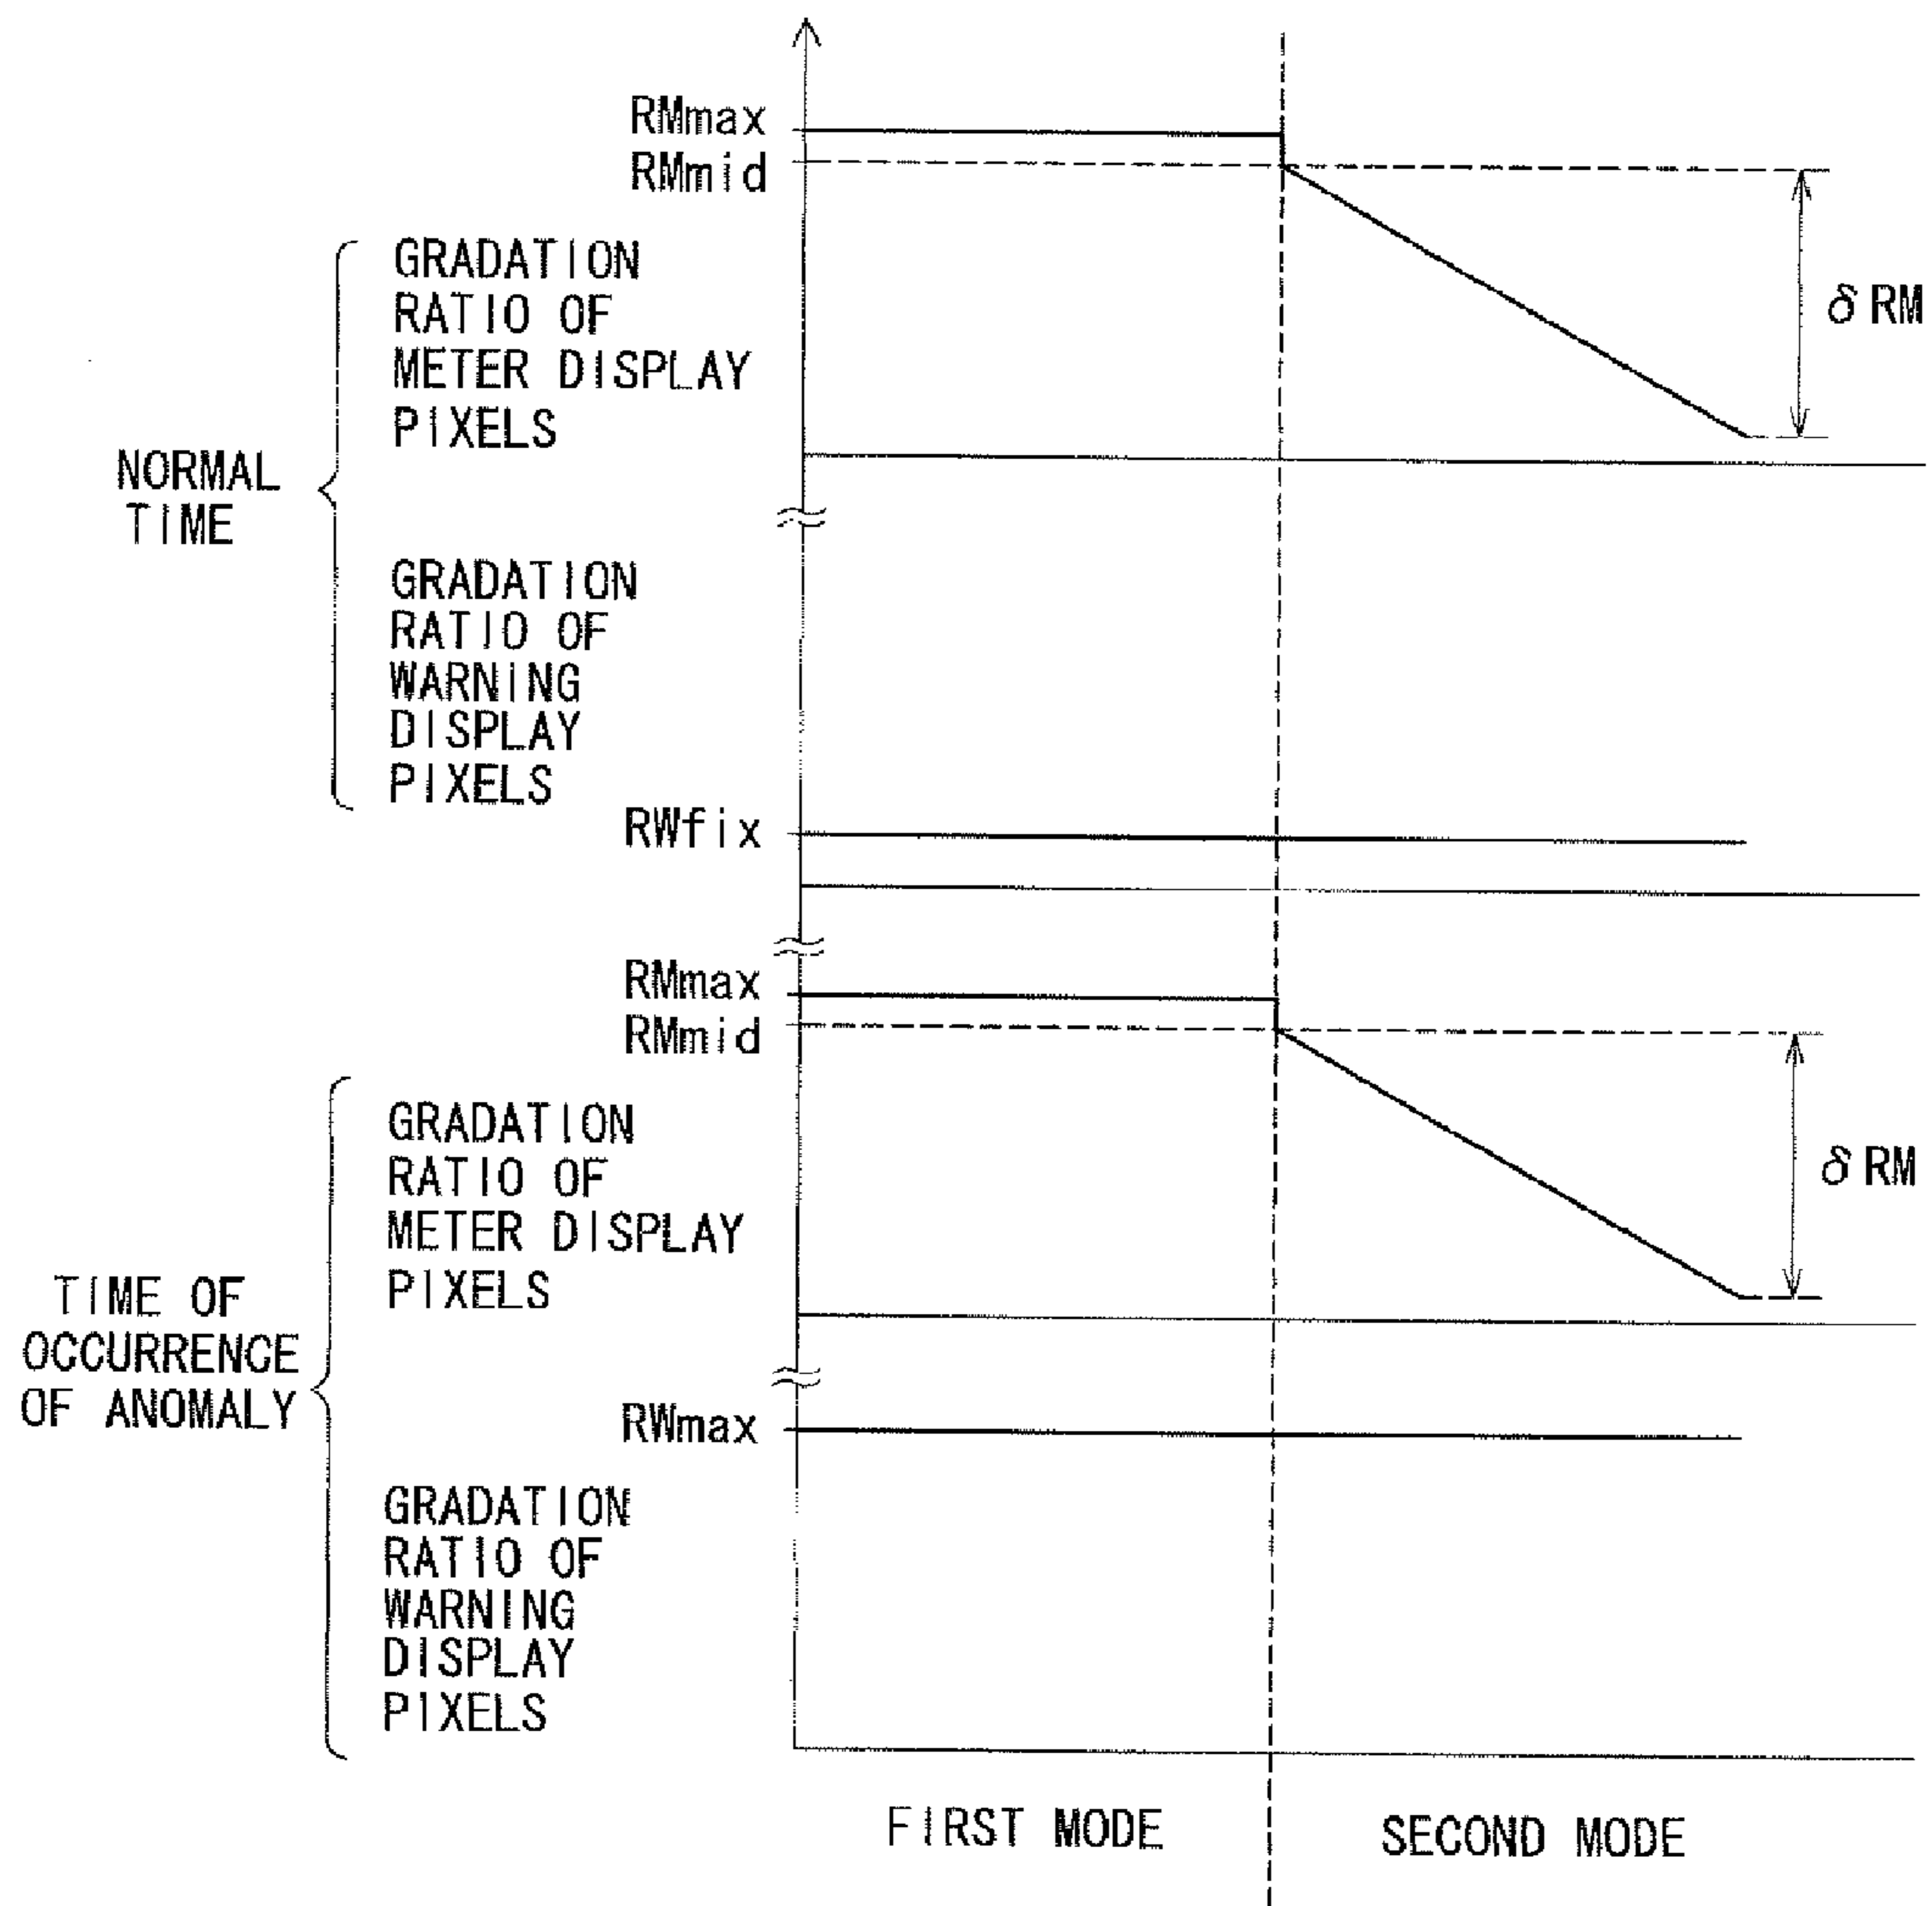 RMmax
RMmid
GRADATION
RATIO OF
METER DISPLAY
PIXELS
δ RM
NORMAL
TIME
GRADATION
RATIO OF
WARNING
DISPLAY
PIXELS
RWfix
RMmax
RMmid
GRADATION
RATIO OF
METER DISPLAY
PIXELS
δ RM
TIME OF
OCCURRENCE
OF ANOMALY
RWmax
GRADATION
RATIO OF
WARNING
DISPLAY
PIXELS
FIRST MODE
SECOND MODE